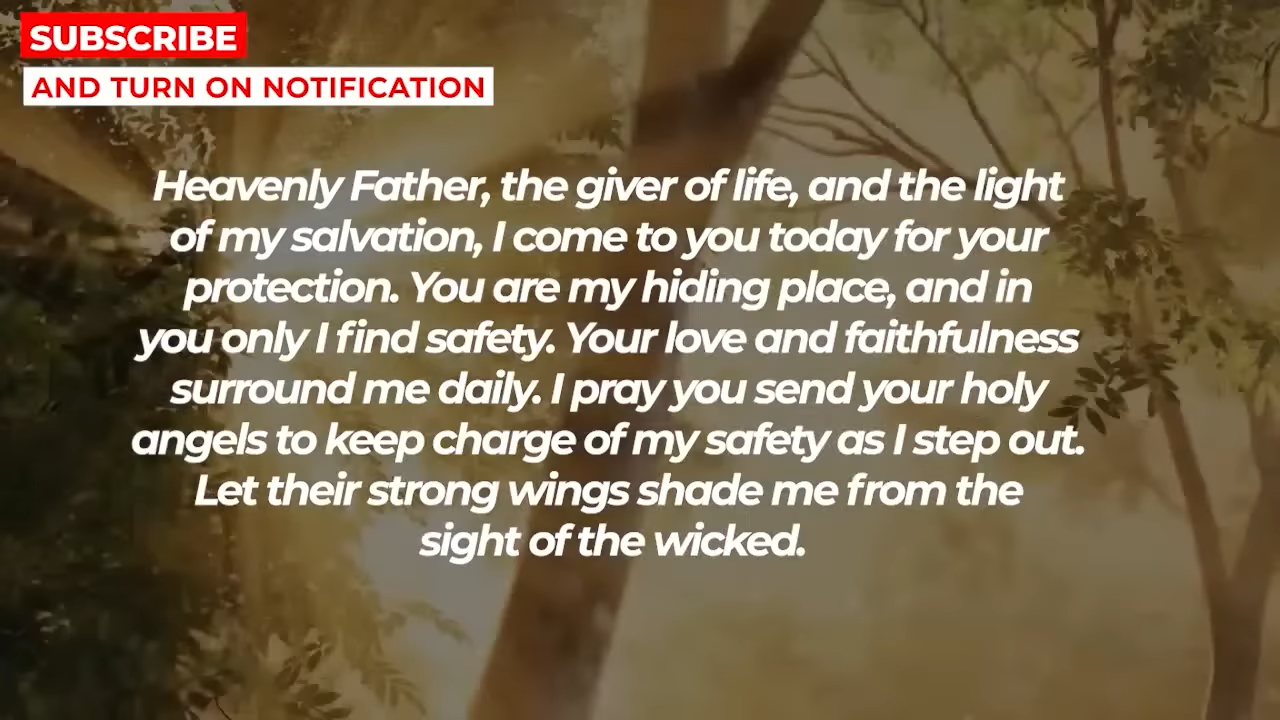 SUBSCRIBE
AND TURN ON NOTIFICATION
Heavenly Father, the giver of life, and the light
of my salvation, I come to you today for your
protection. You are my hiding place, and in
you only I find safety. Your love and faithfulness
surround me daily. I pray you send your holy
angels to keep charge of my safety as I step out.
Let their strong wings shade me from the
sight of the wicked.